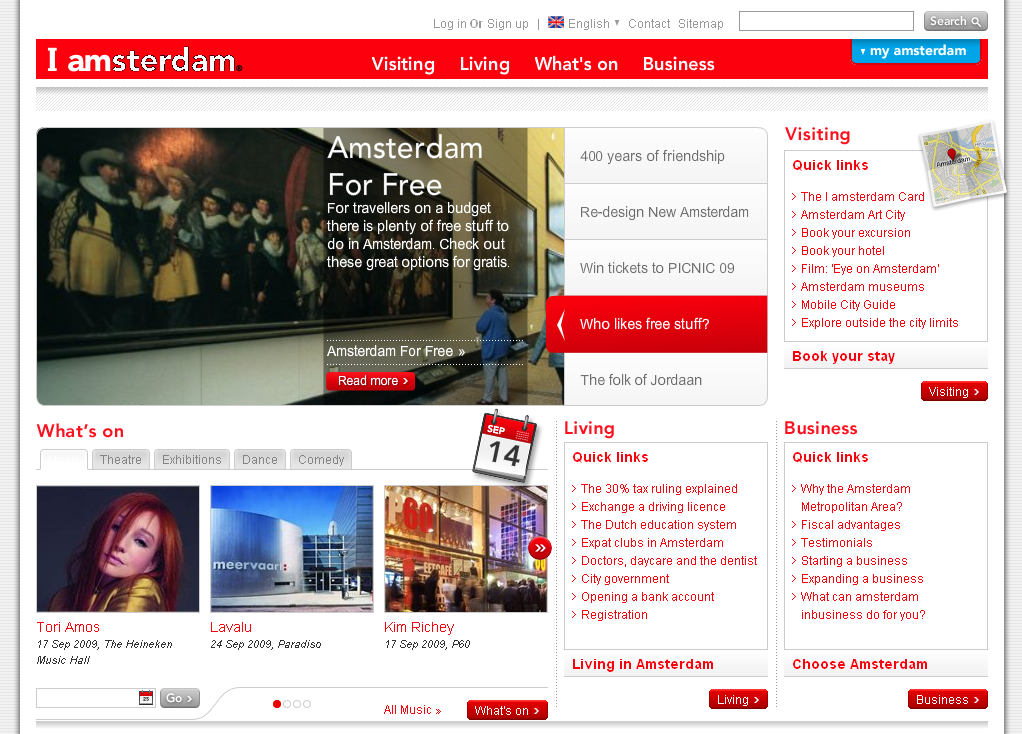 Log in Or Sign up | English Contact Sitemap
Search
I amsterdam.
Visiting Living What's on Business
my amsterdam
Amsterdam
For Free
For travellers on a budget
there is plenty of free stuff to
do in Amsterdam. Check out
these great options for gratis.
Amsterdam For Free »
Read more
400 years of friendship
Re-design New Amsterdam
Win tickets to PICNIC 09
Who likes free stuff?
The folk of Jordaan
Visiting
Amsterdam
Quick links
The I amsterdam Card
Amsterdam Art City
Book your excursion
Book your hotel
Film: 'Eye on Amsterdam'
Amsterdam museums
Mobile City Guide
Explore outside the city limits
Book your stay
Visiting
What's on
SEP
14
Theatre Exhibitions Dance Comedy
meervaart
P60
EETCAFE
Tori Amos
17 Sep 2009, The Heineken
Music Hall
Lavalu
24 Sep 2009, Paradiso
Kim Richey
17 Sep 2009, P60
25
Go
All Music »
What's on
Living
Quick links
The 30% tax ruling explained
Exchange a driving licence
The Dutch education system
Expat clubs in Amsterdam
Doctors, daycare and the dentist
City government
Opening a bank account
Registration
Living in Amsterdam
Living
Business
Quick links
Why the Amsterdam
Metropolitan Area?
Fiscal advantages
Testimonials
Starting a business
Expanding a business
What can amsterdam
inbusiness do for you?
Choose Amsterdam
Business